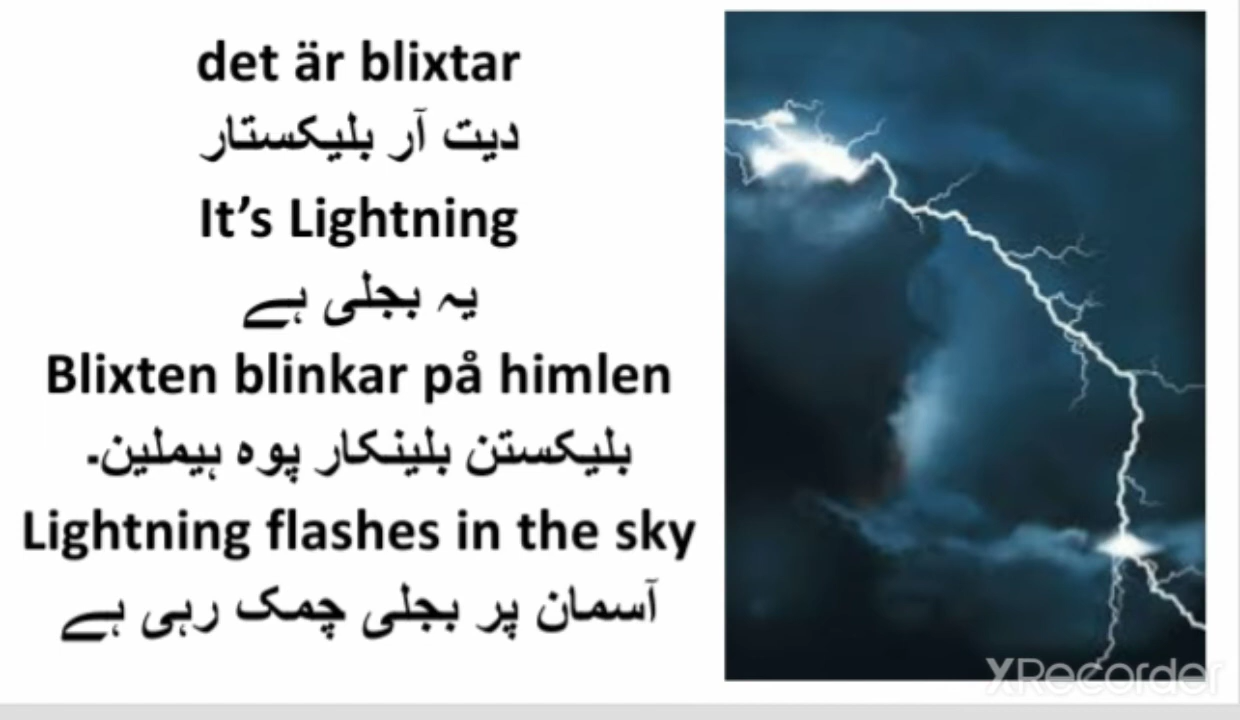 det är blixtar
دیت آر بلیکستار
It's Lightning
یہ بجلی ہے
Blixten blinkar på himlen
بلیکستن بلینکار پوہ ہیملین۔
Lightning flashes in the sky
آسمان پر بجلی چمک رہی ہے
XRecorder